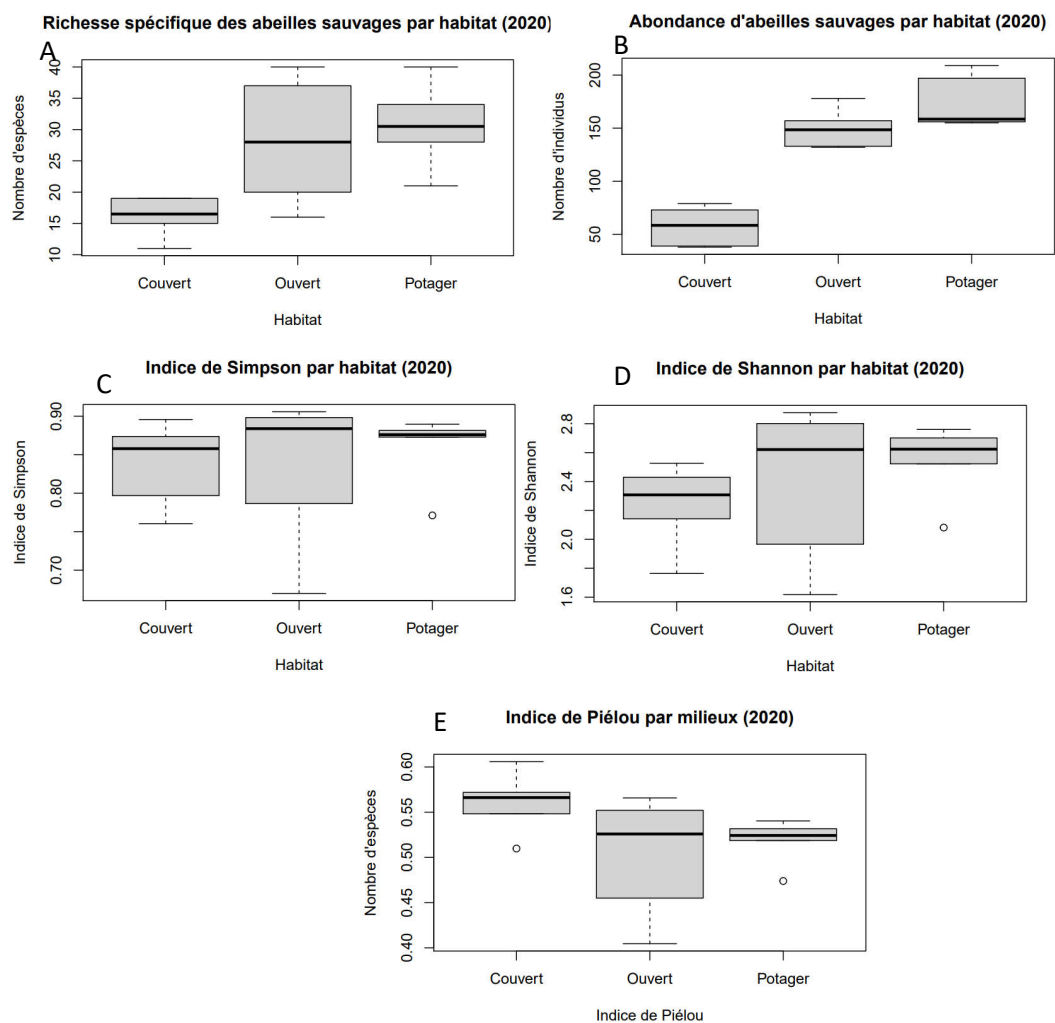 Richesse spécifique des abeilles sauvages par habitat (2020)
A
Nombre d'espèces
40
35
30
25
20
15
10
Couvert
Ouvert
Potager
Habitat
Abondance d'abeilles sauvages par habitat (2020)
B
Nombre d'individus
200
150
100
50
Couvert
Ouvert
Potager
Habitat
Indice de Simpson par habitat (2020)
C
Indice de Simpson
0.90
0.80
0.70
Couvert
Ouvert
Potager
Habitat
Indice de Shannon par habitat (2020)
D
Indice de Shannon
2.8
2.4
2.0
1.6
Couvert
Ouvert
Potager
Habitat
Indice de Piélou par milieux (2020)
E
Nombre d'espèces
0.60
0.55
0.50
0.45
0.40
Couvert
Ouvert
Potager
Indice de Piélou